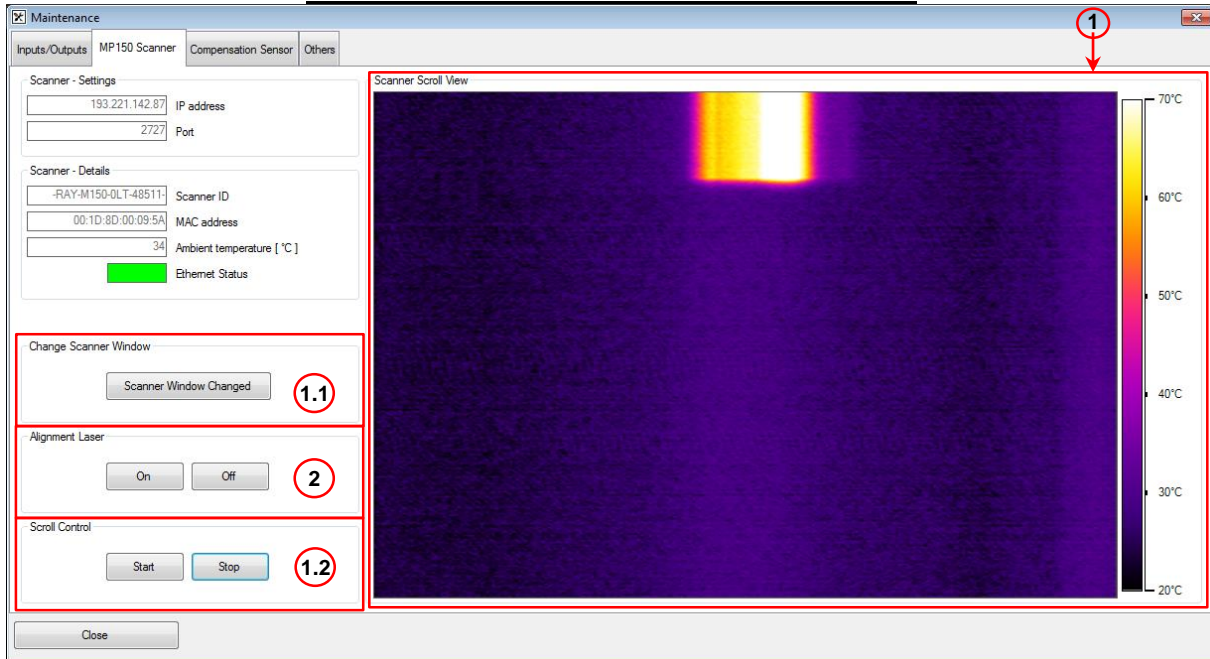 Maintenance
1
Inputs/Outputs MP150 Scanner Compensation Sensor Others
Scanner - Settings
193.221.142.87 IP address
2727 Port
Scanner - Details
-RAY-M150-0LT-48511- Scanner ID
00:1D:8D:00:09:5A MAC address
34 Ambient temperature [ °C ]
Ethernet Status
Change Scanner Window
Scanner Window Changed
1.1
Alignment Laser
On Off
2
Scroll Control
Start Stop
1.2
Scanner Scroll View
70°C
60°C
50°C
40°C
30°C
20°C
Close